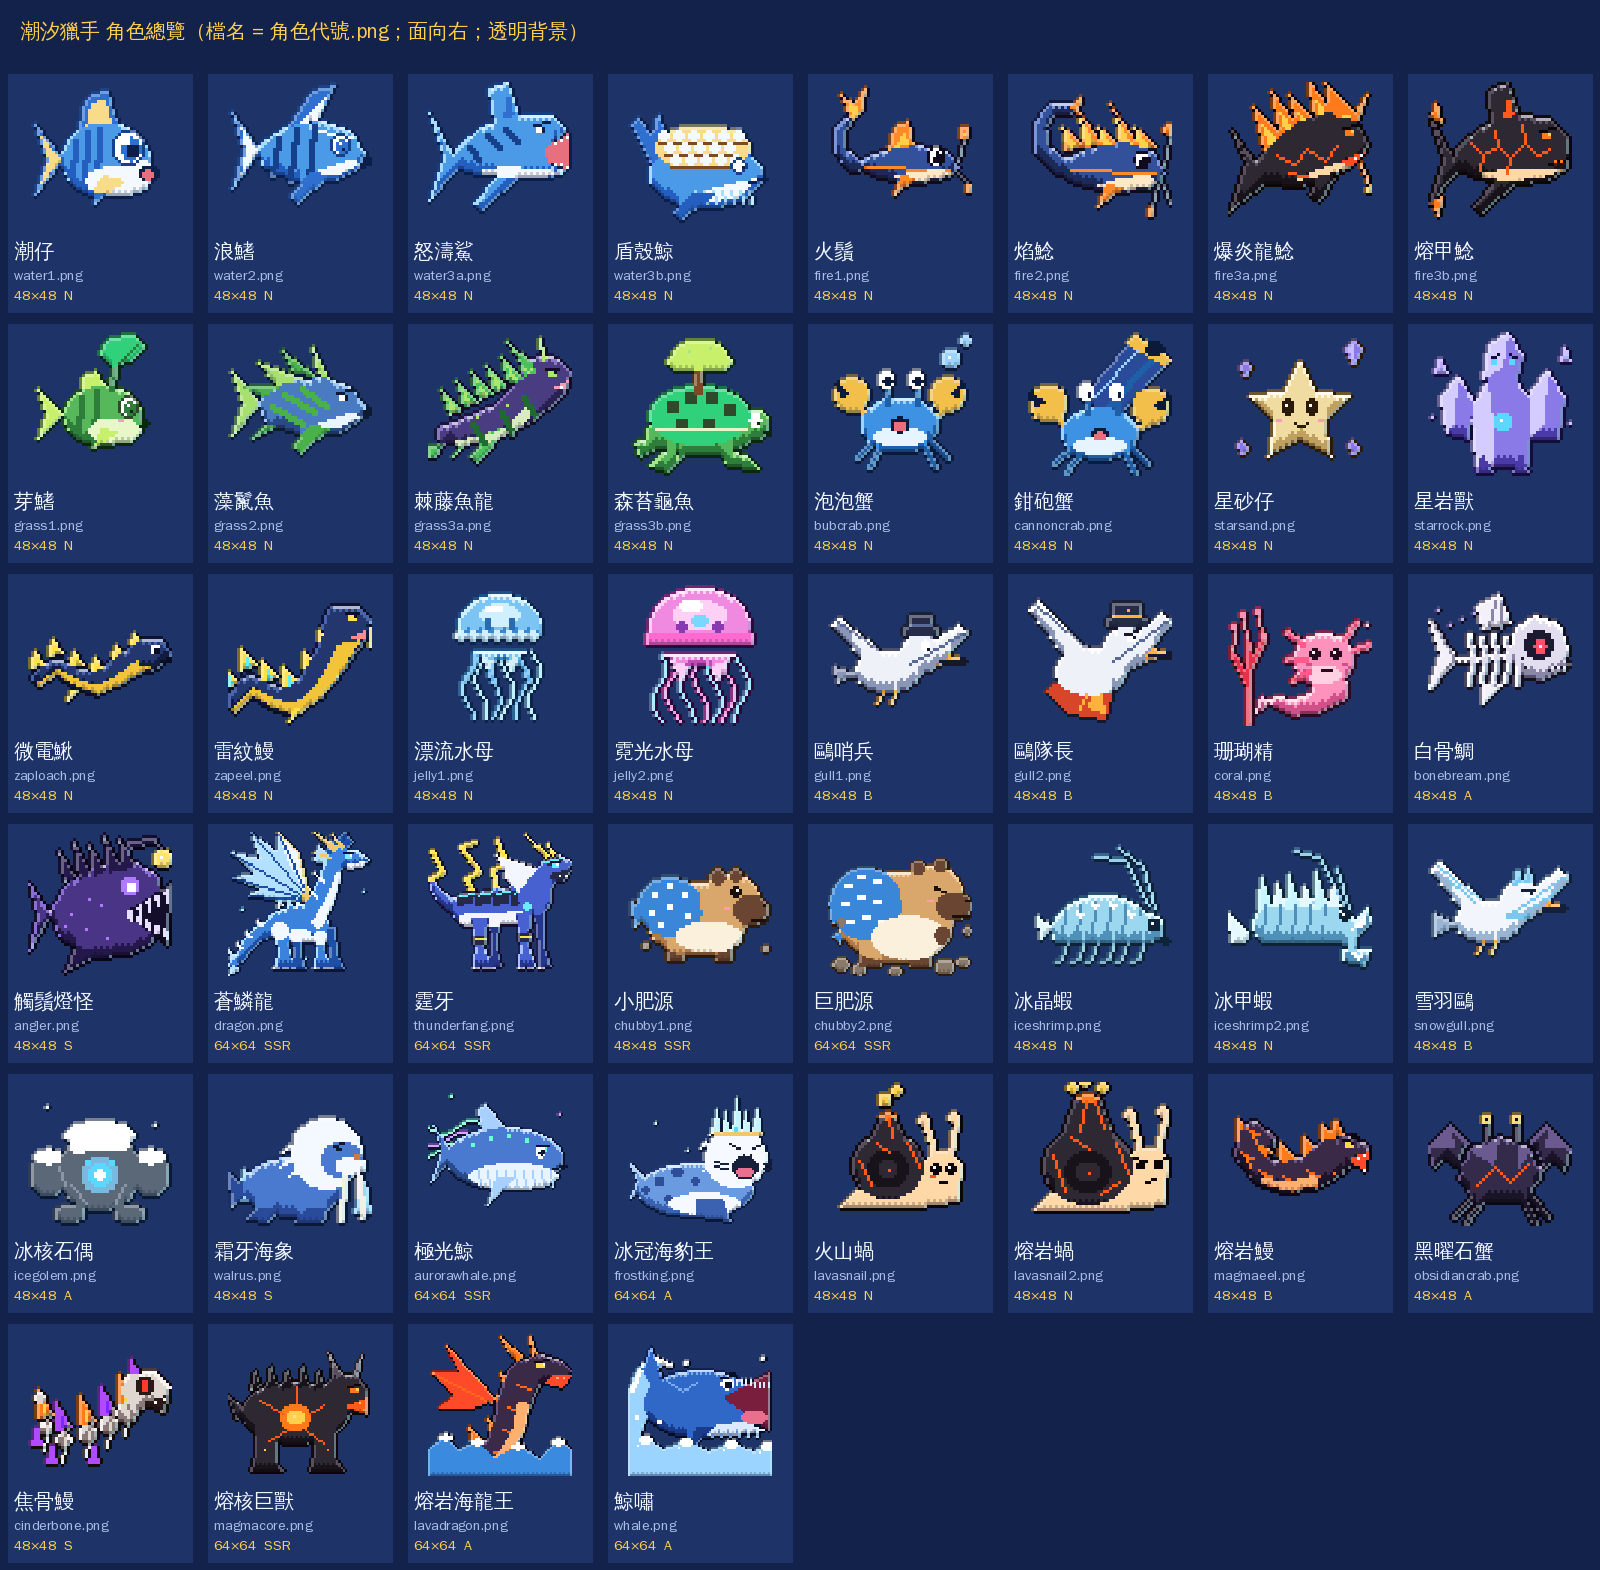 潮汐獵手 角色總覽（檔名 = 角色代號.png；面向右；透明背景）
潮仔
water1.png
48×48 N
浪鰭
water2.png
48×48 N
怒濤鯊
water3a.png
48×48 N
盾殼鯨
water3b.png
48×48 N
火鬚
fire1.png
48×48 N
焰鯰
fire2.png
48×48 N
爆炎龍鯰
fire3a.png
48×48 N
熔甲鯰
fire3b.png
48×48 N
芽鰭
grass1.png
48×48 N
藻鬣魚
grass2.png
48×48 N
棘藤魚龍
grass3a.png
48×48 N
森苔龜魚
grass3b.png
48×48 N
泡泡蟹
bubcrab.png
48×48 N
鉗砲蟹
cannoncrab.png
48×48 N
星砂仔
starsand.png
48×48 N
星岩獸
starrock.png
48×48 N
微電鰍
zaploach.png
48×48 N
雷紋鰻
zapeel.png
48×48 N
漂流水母
jelly1.png
48×48 N
霓光水母
jelly2.png
48×48 N
鷗哨兵
gull1.png
48×48 B
鷗隊長
gull2.png
48×48 B
珊瑚精
coral.png
48×48 B
白骨鯛
bonebream.png
48×48 A
觸鬚燈怪
angler.png
48×48 S
蒼鱗龍
dragon.png
64×64 SSR
霆牙
thunderfang.png
64×64 SSR
小肥源
chubby1.png
48×48 SSR
巨肥源
chubby2.png
64×64 SSR
冰晶蝦
iceshrimp.png
48×48 N
冰甲蝦
iceshrimp2.png
48×48 N
雪羽鷗
snowgull.png
48×48 B
冰核石偶
icegolem.png
48×48 A
霜牙海象
walrus.png
48×48 S
極光鯨
aurorawhale.png
64×64 SSR
冰冠海豹王
frostking.png
64×64 A
火山蝸
lavasnail.png
48×48 N
熔岩蝸
lavasnail2.png
48×48 N
熔岩鰻
magmaeel.png
48×48 B
黑曜石蟹
obsidiancrab.png
48×48 A
焦骨鰻
cinderbone.png
48×48 S
熔核巨獸
magmacore.png
64×64 SSR
熔岩海龍王
lavadragon.png
64×64 A
鯨嘯
whale.png
64×64 A